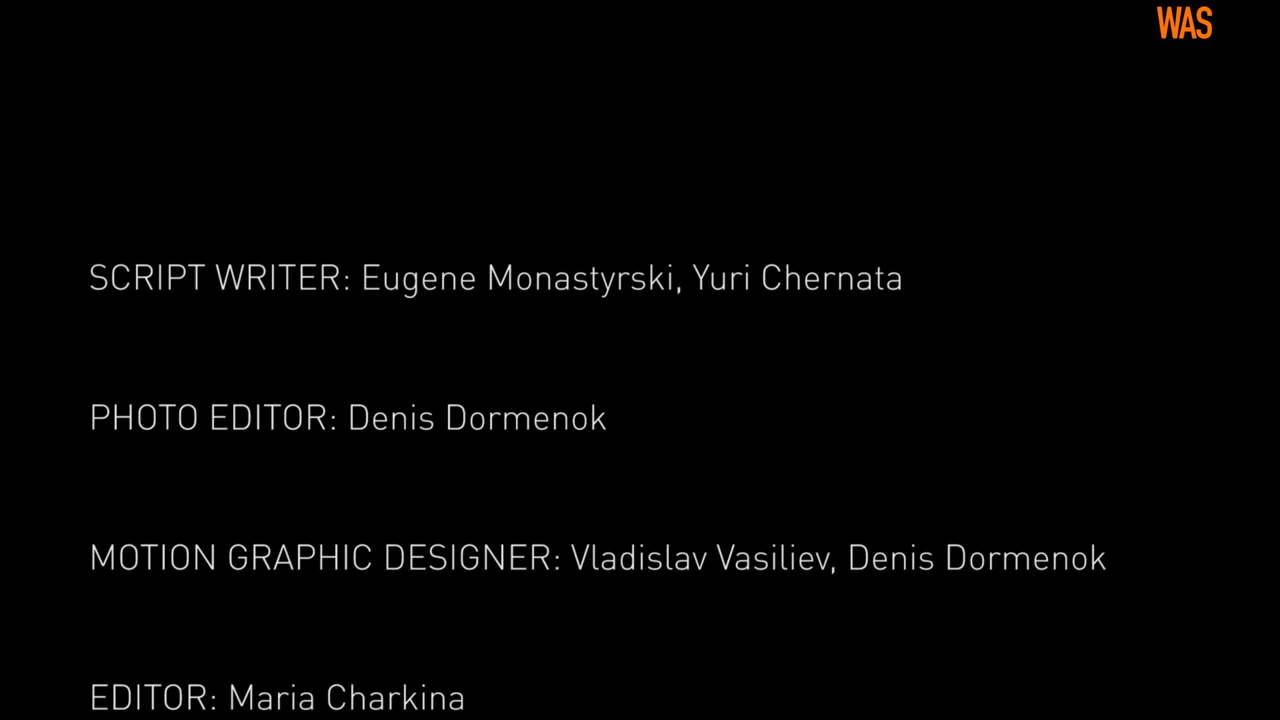 WAS
SCRIPT WRITER: Eugene Monastyrski, Yuri Chernata
PHOTO EDITOR: Denis Dormenok
MOTION GRAPHIC DESIGNER: Vladislav Vasiliev, Denis Dormenok
EDITOR: Maria Charkina